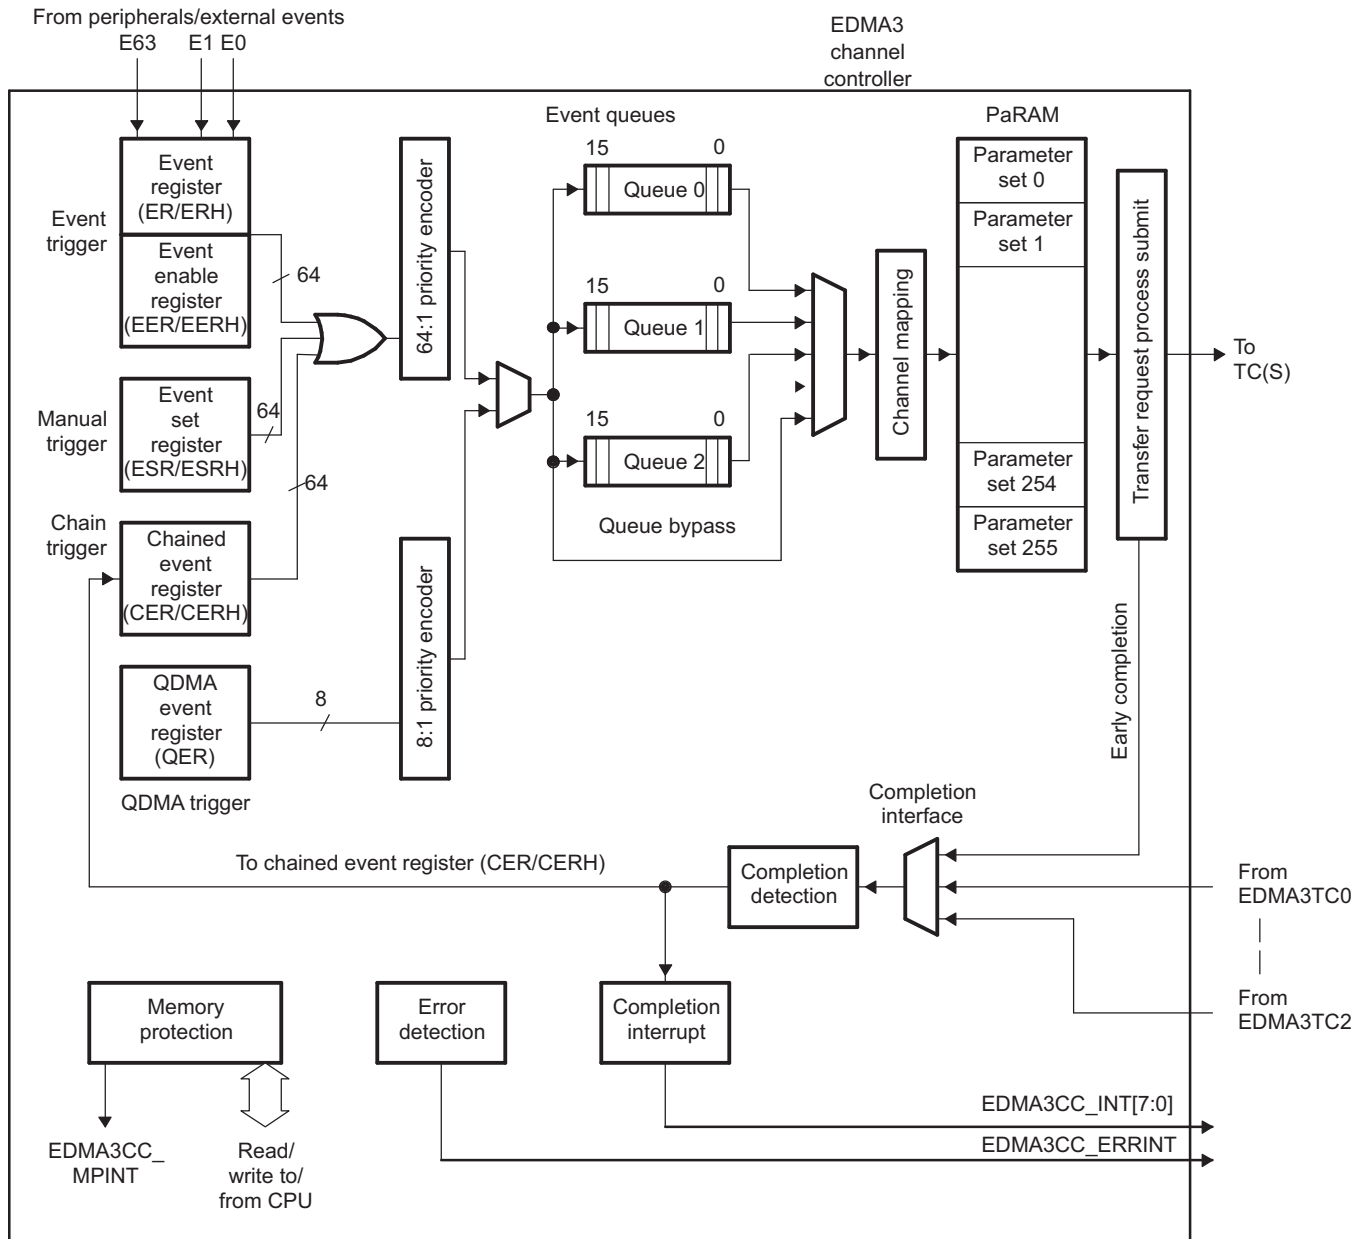 From peripherals/external events
E63
E1 E0
EDMA3
channel
controller
Event queues
PaRAM
Event
trigger
Event
register
(ER/ERH)
Event
enable
register
(EER/EERH)
64
Manual
trigger
Event
set
register
(ESR/ESRH)
64
Chain
trigger
Chained
event
register
(CER/CERH)
64
QDMA
event
register
(QER)
8
QDMA trigger
64:1 priority encoder
8:1 priority encoder
15
0
Queue 0
15
0
Queue 1
15
0
Queue 2
Queue bypass
Channel mapping
Parameter
set 0
Parameter
set 1
Parameter
set 254
Parameter
set 255
Transfer request process submit
To
TC(S)
Early completion
Completion
interface
To chained event register (CER/CERH)
Completion
detection
From
EDMA3TC0
From
EDMA3TC2
Memory
protection
Error
detection
Completion
interrupt
EDMA3CC_INT[7:0]
EDMA3CC_ERRINT
EDMA3CC_
MPINT
Read/
write to/
from CPU